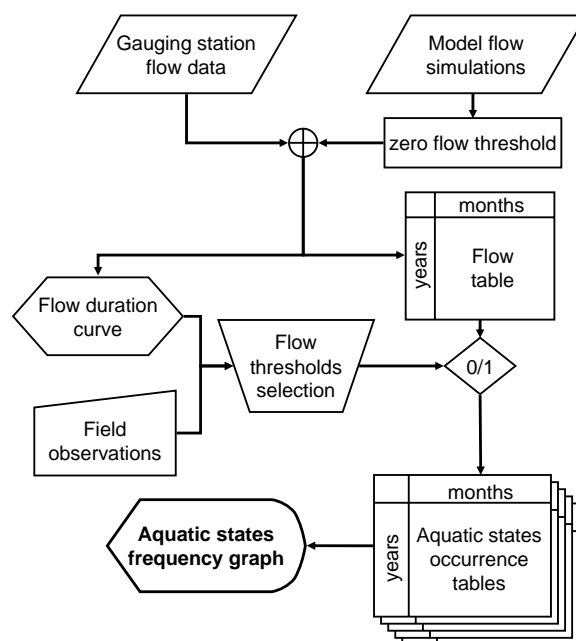 Gauging station
flow data
Model flow
simulations
zero flow threshold
months
years
Flow
table
Flow duration
curve
Flow
thresholds
selection
0/1
Field
observations
months
years
Aquatic states
occurrence
tables
Aquatic states
frequency graph